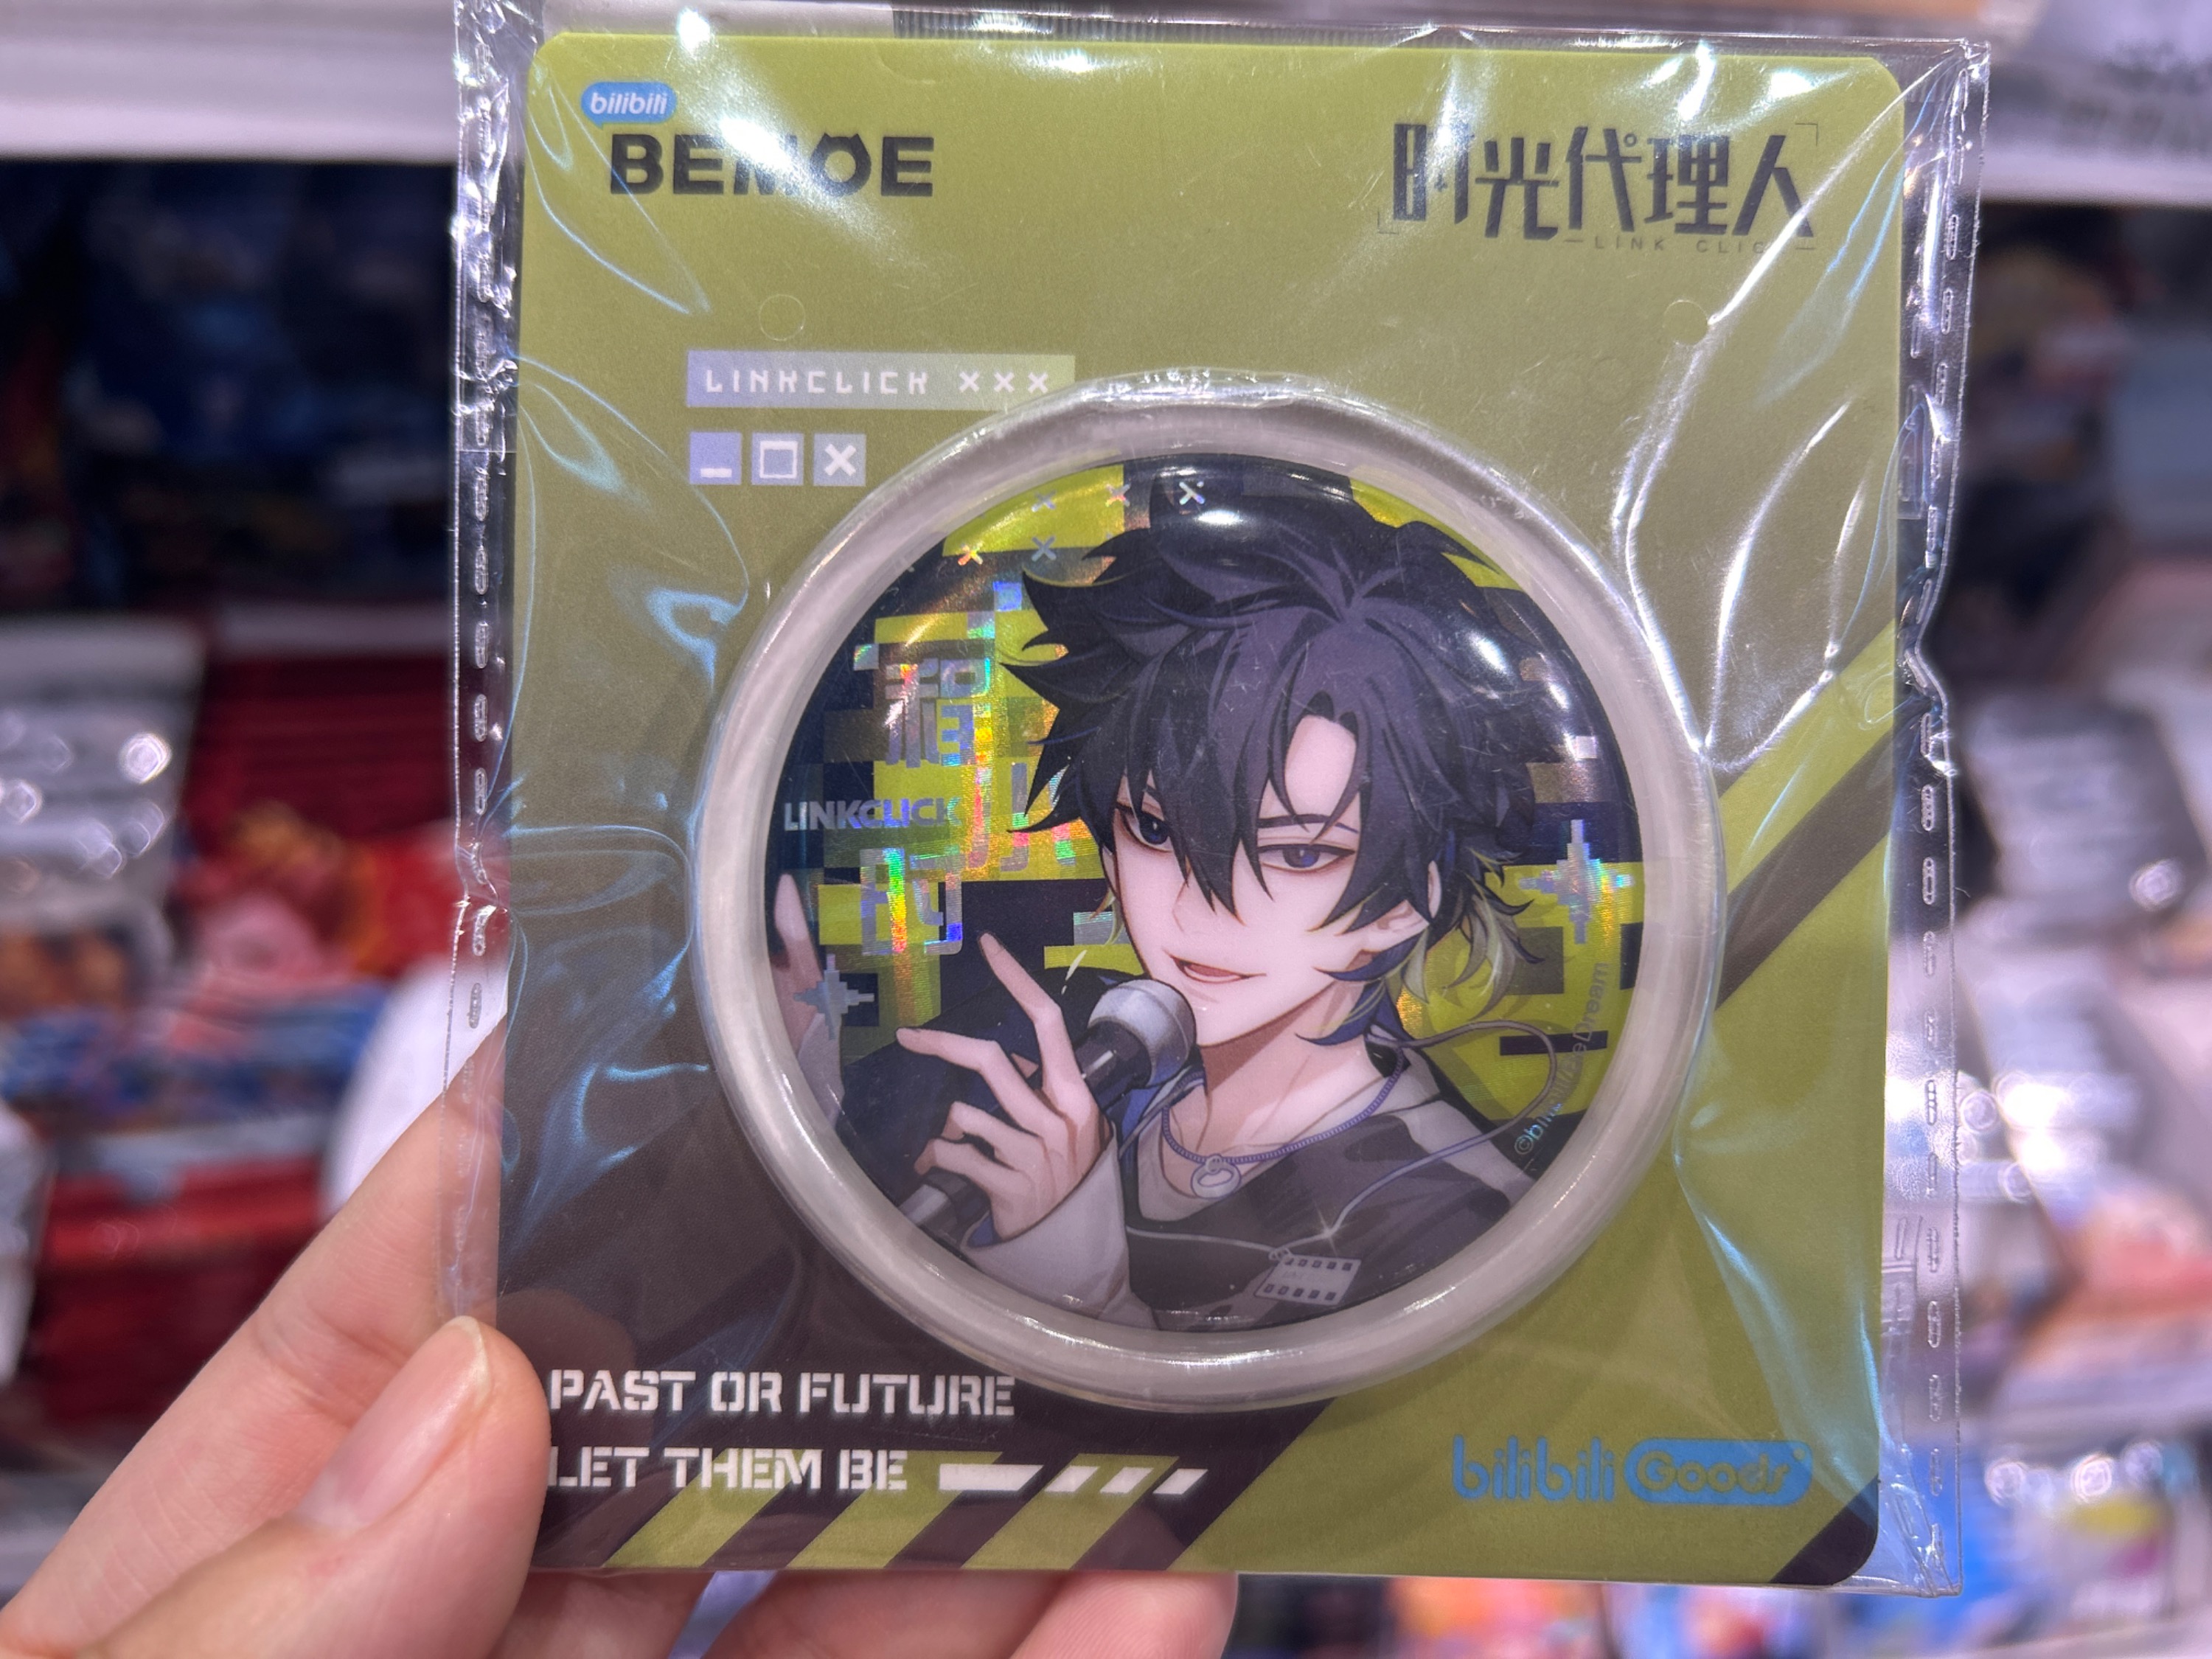 bilibili
BEMOE
时光代理人
LINK CLICK
LINKCLICK ×××
LINKCLICK
PAST OR FUTURE
LET THEM BE
bilibili Goods